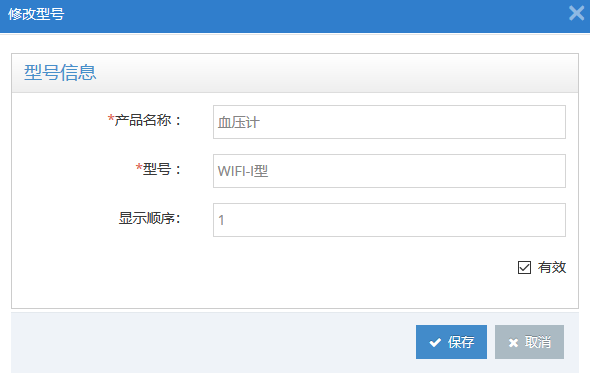 修改型号
型号信息
*产品名称：
血压计
*型号：
WIFI-I型
显示顺序:
1
有效
保存
取消